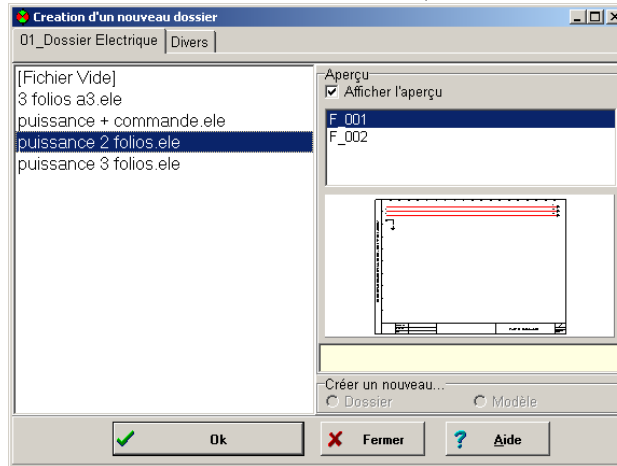 Creation d'un nouveau dossier
01_Dossier Electrique
Divers
[Fichier Vide]
3 folios a3.ele
puissance + commande.ele
puissance 2 folios.ele
puissance 3 folios.ele
Aperçu
Afficher l'aperçu
F_001
F_002
Créer un nouveau...
Dossier
Modèle
Ok
Fermer
Aide